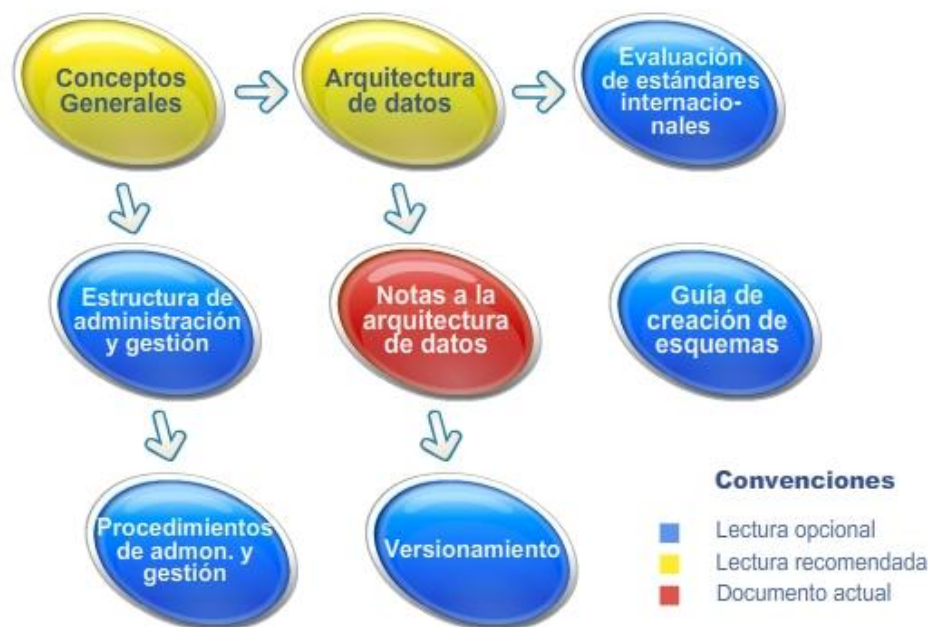 Conceptos
Generales
Arquitectura
de datos
Evaluación
de estándares
internacio-
nales
Estructura de
administración
y gestión
Notas a la
arquitectura
de datos
Guía de
creación de
esquemas
Procedimientos
de admon. y
gestión
Versionamiento
Convenciones
Lectura opcional
Lectura recomendada
Documento actual